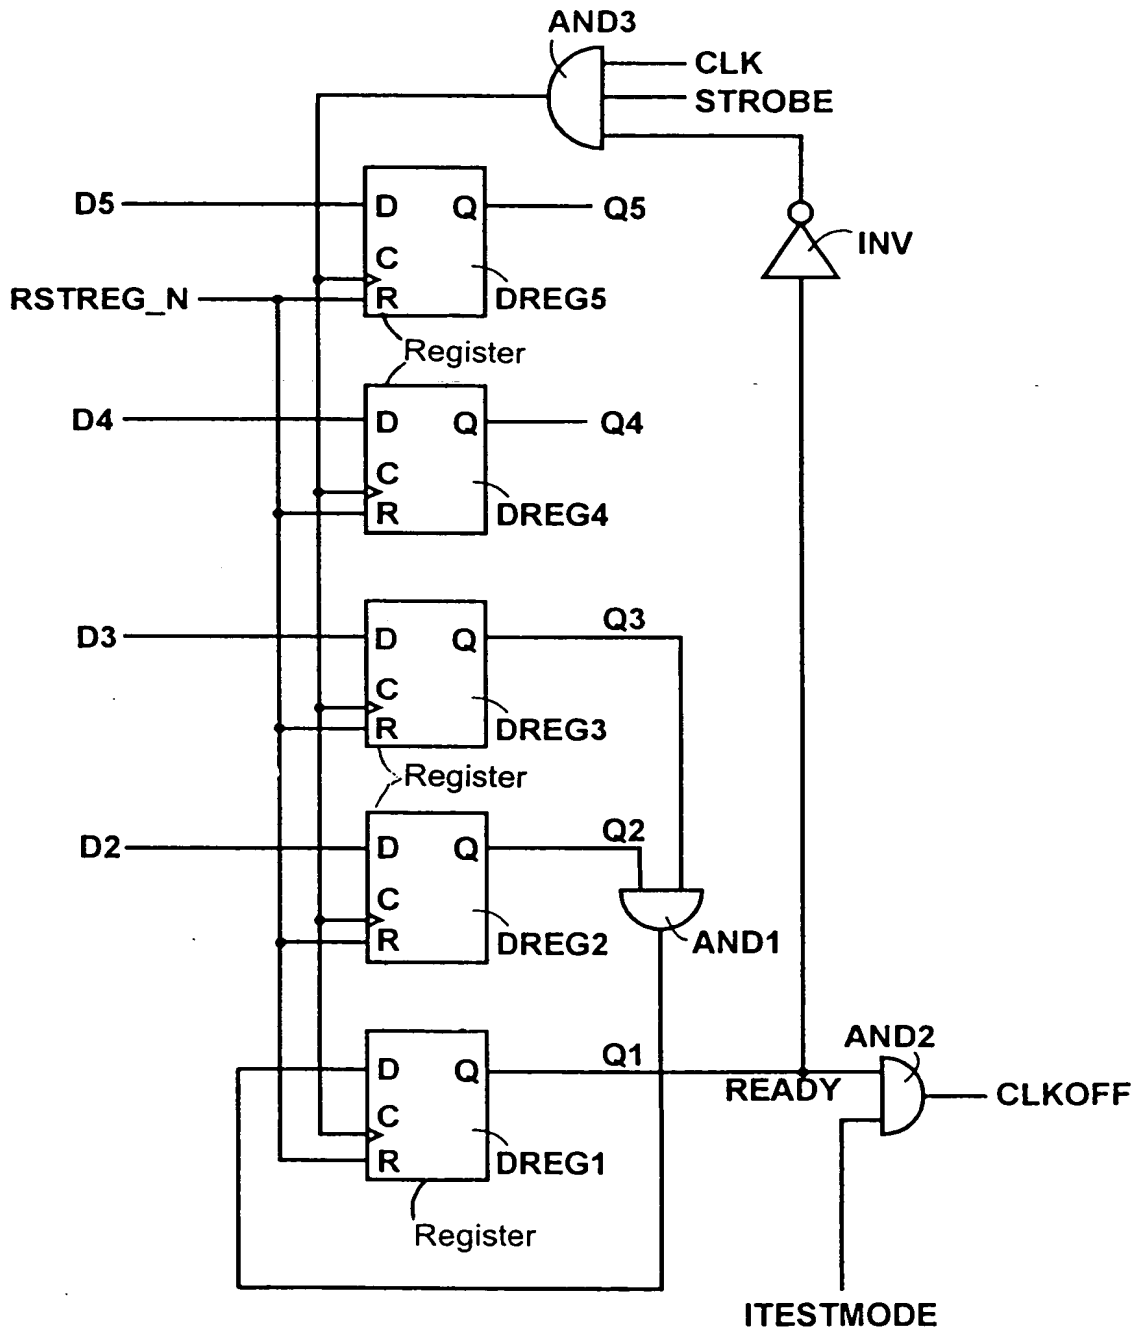 AND3
CLK
STROBE
D5
D
Q
Q5
C
INV
RSTREG_N
R
DREG5
Register
D4
D
Q
Q4
C
R
DREG4
D3
D
Q
Q3
C
R
DREG3
Register
D2
D
Q
Q2
C
R
DREG2
AND1
D
Q
Q1
READY
AND2
CLKOFF
C
R
DREG1
Register
ITESTMODE